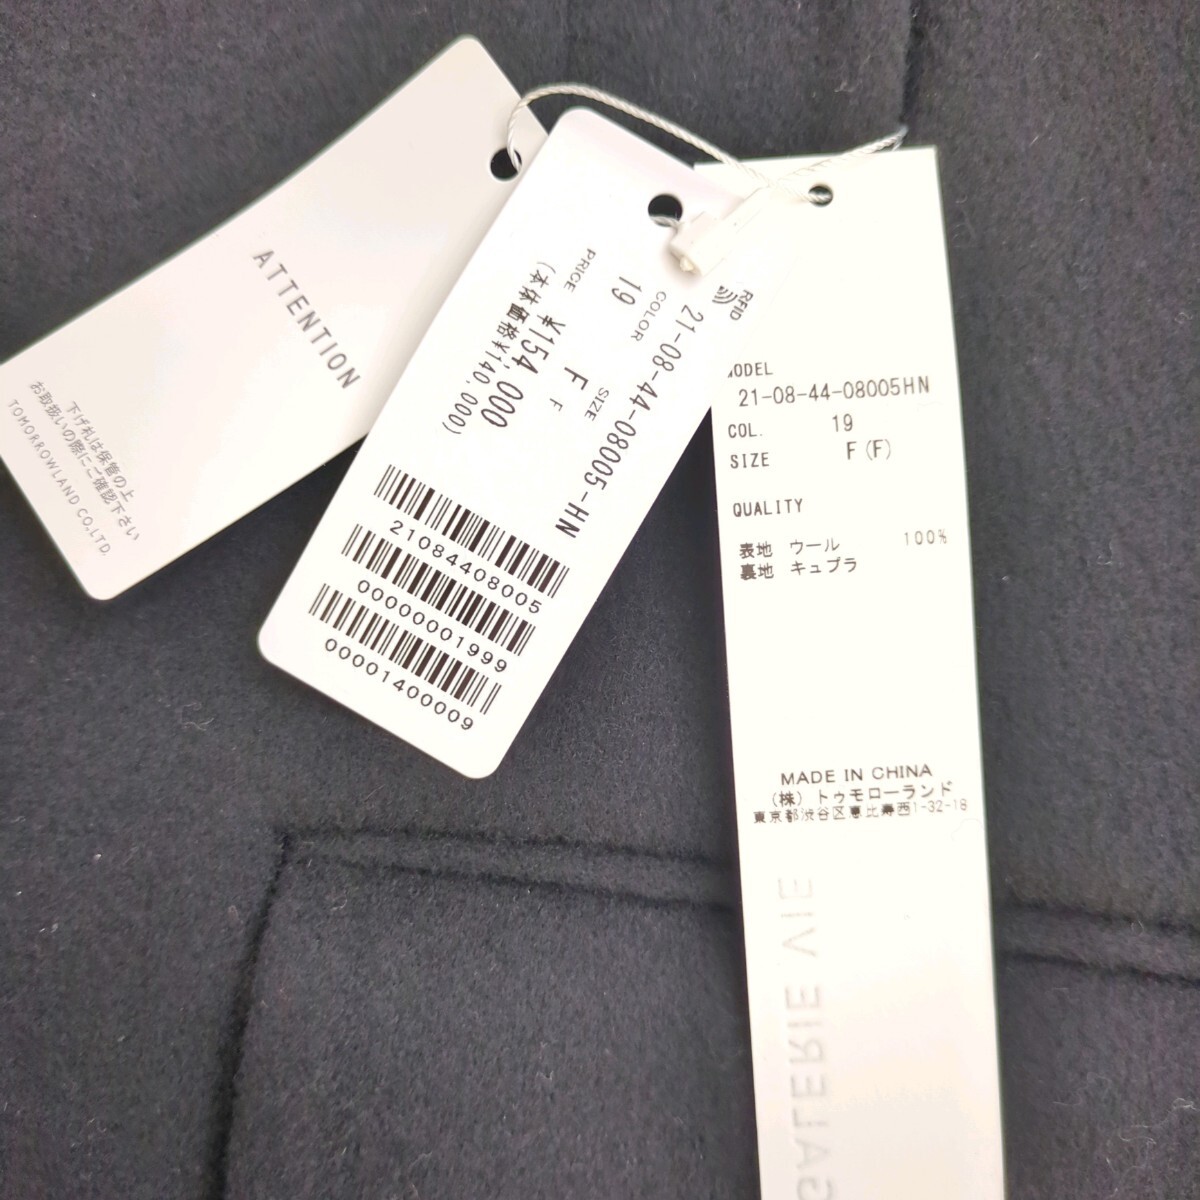 ATTENTION
下げ札は保管の上
お取扱いの際にご確認下さい
TOMORROWLAND CO.,LTD.
21-08-44-08005-HN
COLOR
SIZE
19
F
F
PRICE
¥154,000
(本体価格¥140,000)
21084408005
00000001999
00001400009
RFID
MODEL
21-08-44-08005HN
COL. 19
SIZE F(F)
QUALITY
表地 ウール 100%
裏地 キュプラ
MADE IN CHINA
(株) トゥモローランド
東京都渋谷区恵比寿西1-32-18
GALERIE VIE